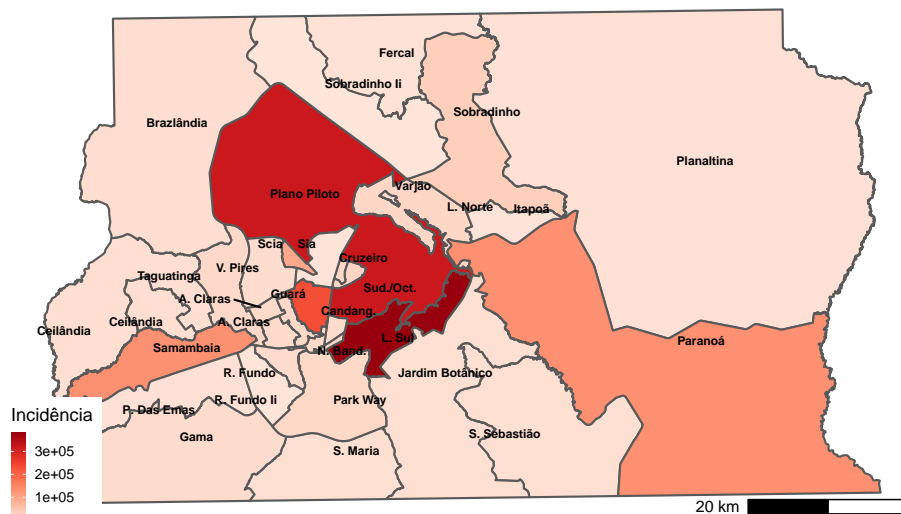 Fercal
Sobradinho Ii
Sobradinho
Brazlândia
Planaltina
Plano Piloto
Varjão
L. Norte
Itapoã
Scia
Sia
Cruzeiro
V. Pires
Taguatinga
Sud./Oct.
Guará
A. Claras
Candang.
Ceilândia
Ceilândia
A. Claras
L. Sul
Paranoá
Samambaia
N. Band.
R. Fundo
Jardim Botânico
R. Fundo Ii
Park Way
P. Das Emas
Gama
S. Sebastião
S. Maria
Incidência
3e+05
2e+05
1e+05
20 km